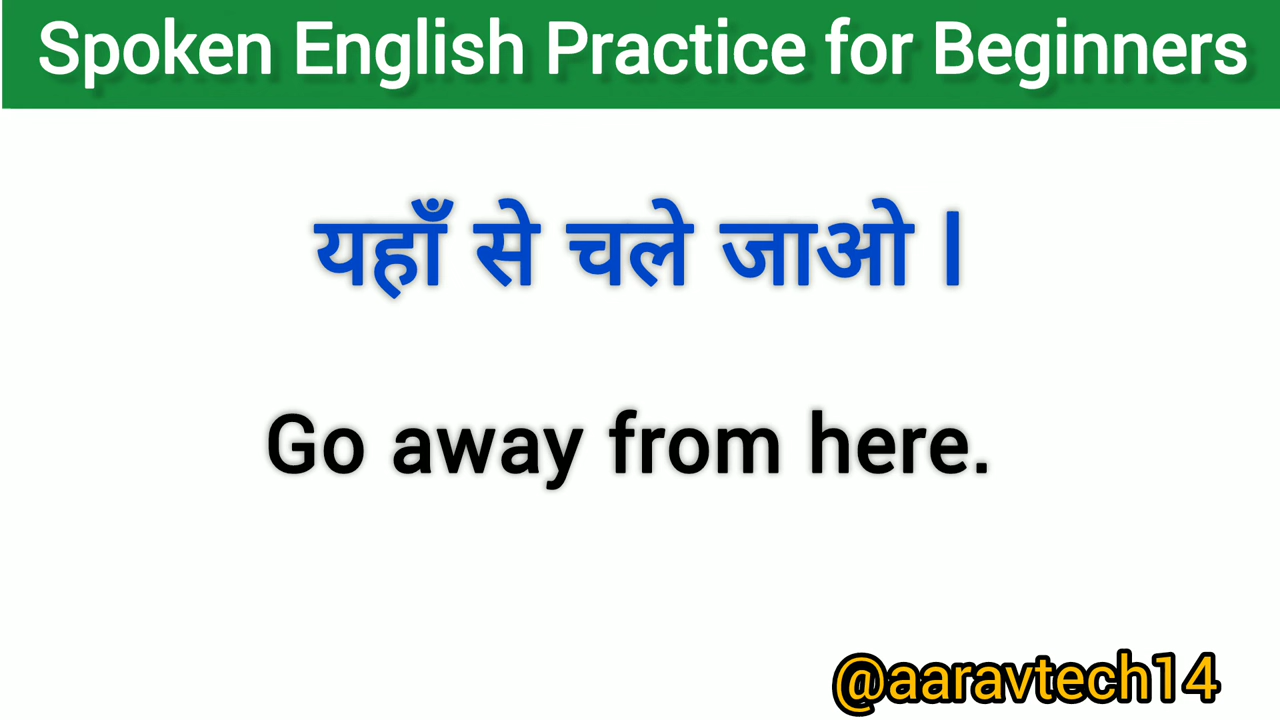 Spoken English Practice for Beginners
यहाँ से चले जाओ ।
Go away from here.
@aaravtech14